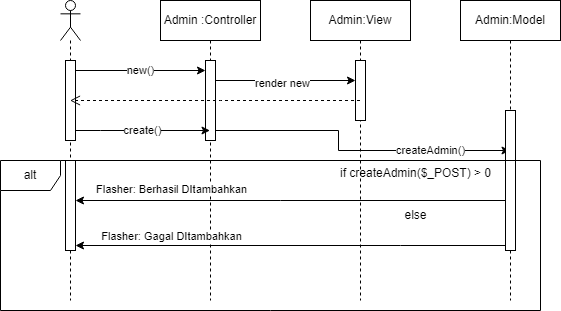 Admin :Controller
Admin:View
Admin:Model
new()
render new
create()
createAdmin()
alt
if createAdmin($_POST) > 0
Flasher: Berhasil DItambahkan
else
Flasher: Gagal DItambahkan